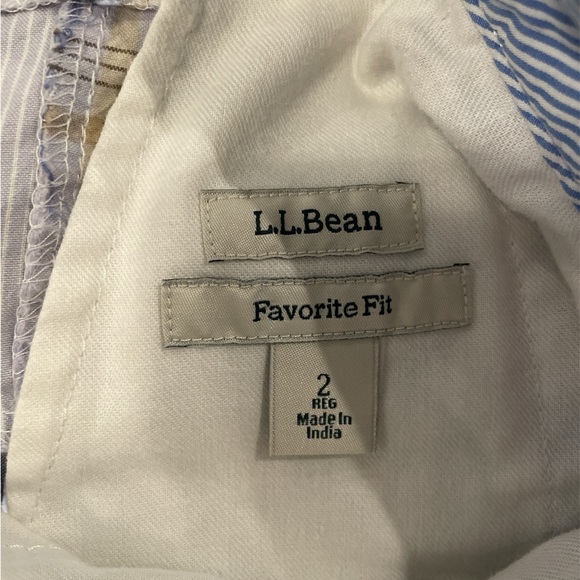 L.L.Bean
Favorite Fit
2
REG
Made In
India